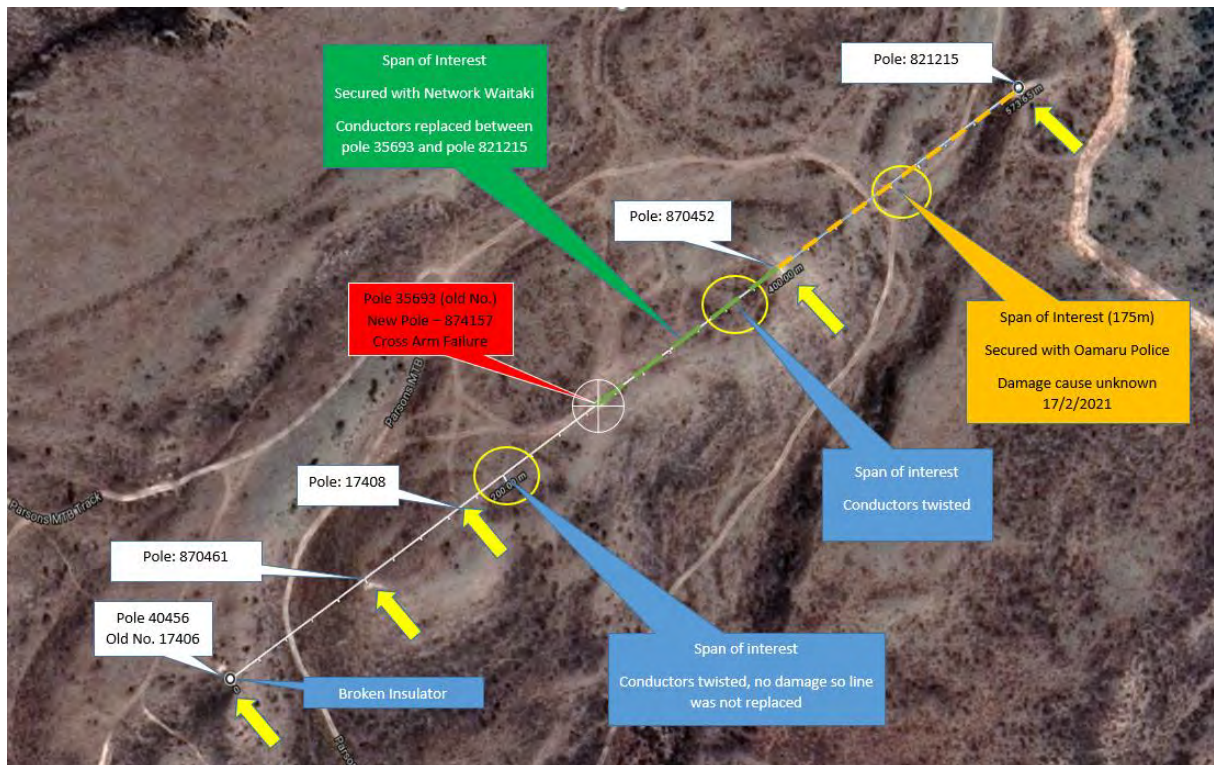 Span of Interest
Secured with Network Waitaki
Conductors replaced between
pole 35693 and pole 821215
Pole: 821215
573.65 m
Pole: 870452
400.00 m
Pole 35693 (old No.)
New Pole – 874157
Cross Arm Failure
Span of Interest (175m)
Secured with Oamaru Police
Damage cause unknown
17/2/2021
Parsons MTB
Span of interest
Conductors twisted
Pole: 17408
200.00 m
Parsons MTB Track
Pole: 870461
Pole 40456
Old No. 17406
Broken Insulator
Span of interest
Conductors twisted, no damage so line
was not replaced